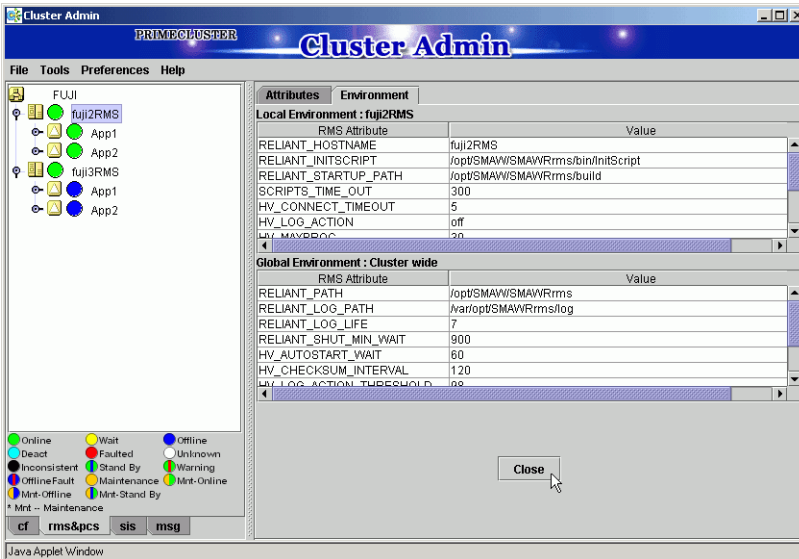 Cluster Admin
PRIMECLUSTER
Cluster Admin
File Tools Preferences Help
FUJI
fuji2RMS
App1
App2
fuji3RMS
App1
App2
Online Wait Offline
Deact Faulted Unknown
Inconsistent Stand By Warning
OfflineFault Maintenance Mnt-Online
Mnt-Offline Mnt-Stand By
* Mnt -- Maintenance
cf rms&pcs sis msg
Attributes Environment
Local Environment : fuji2RMS
RMS Attribute Value
RELIANT_HOSTNAME fuji2RMS
RELIANT_INITSCRIPT /opt/SMAW/SMAWRrms/bin/InitScript
RELIANT_STARTUP_PATH /opt/SMAW/SMAWRrms/build
SCRIPTS_TIME_OUT 300
HV_CONNECT_TIMEOUT 5
HV_LOG_ACTION off
HV_MAXPROC 30
Global Environment : Cluster wide
RMS Attribute Value
RELIANT_PATH /opt/SMAW/SMAWRrms
RELIANT_LOG_PATH /var/opt/SMAWRrms/log
RELIANT_LOG_LIFE 7
RELIANT_SHUT_MIN_WAIT 900
HV_AUTOSTART_WAIT 60
HV_CHECKSUM_INTERVAL 120
HV_LOG_ACTION_THRESHOLD 98
Close
Java Applet Window